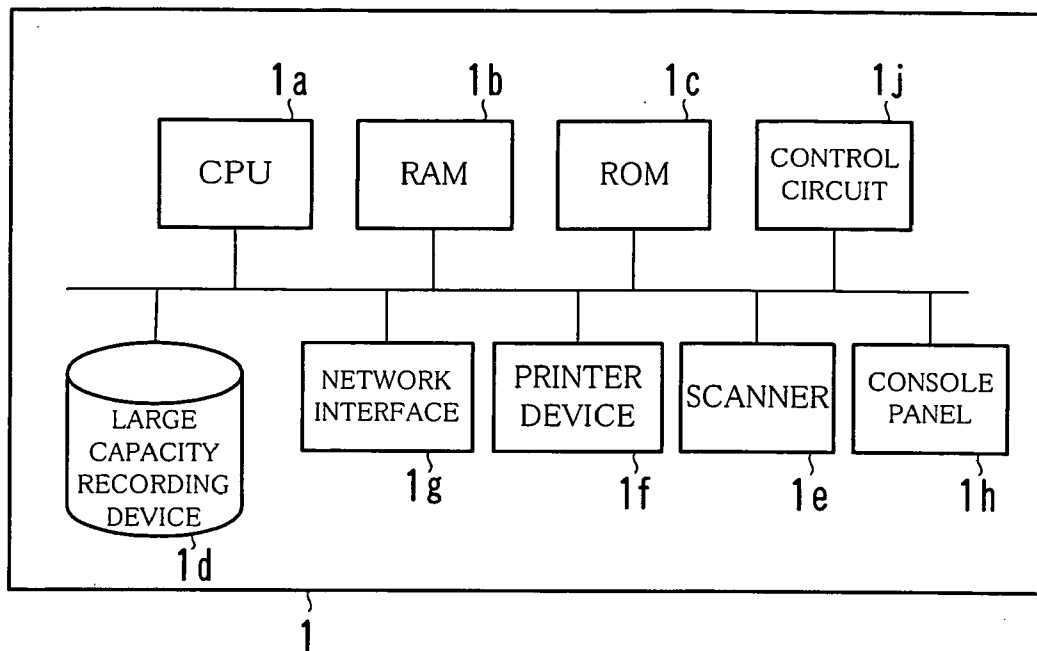 1a
1b
1c
1j
CPU
RAM
ROM
CONTROL
CIRCUIT
LARGE
CAPACITY
RECORDING
DEVICE
NETWORK
INTERFACE
PRINTER
DEVICE
SCANNER
CONSOLE
PANEL
1d
1g
1f
1e
1h
1